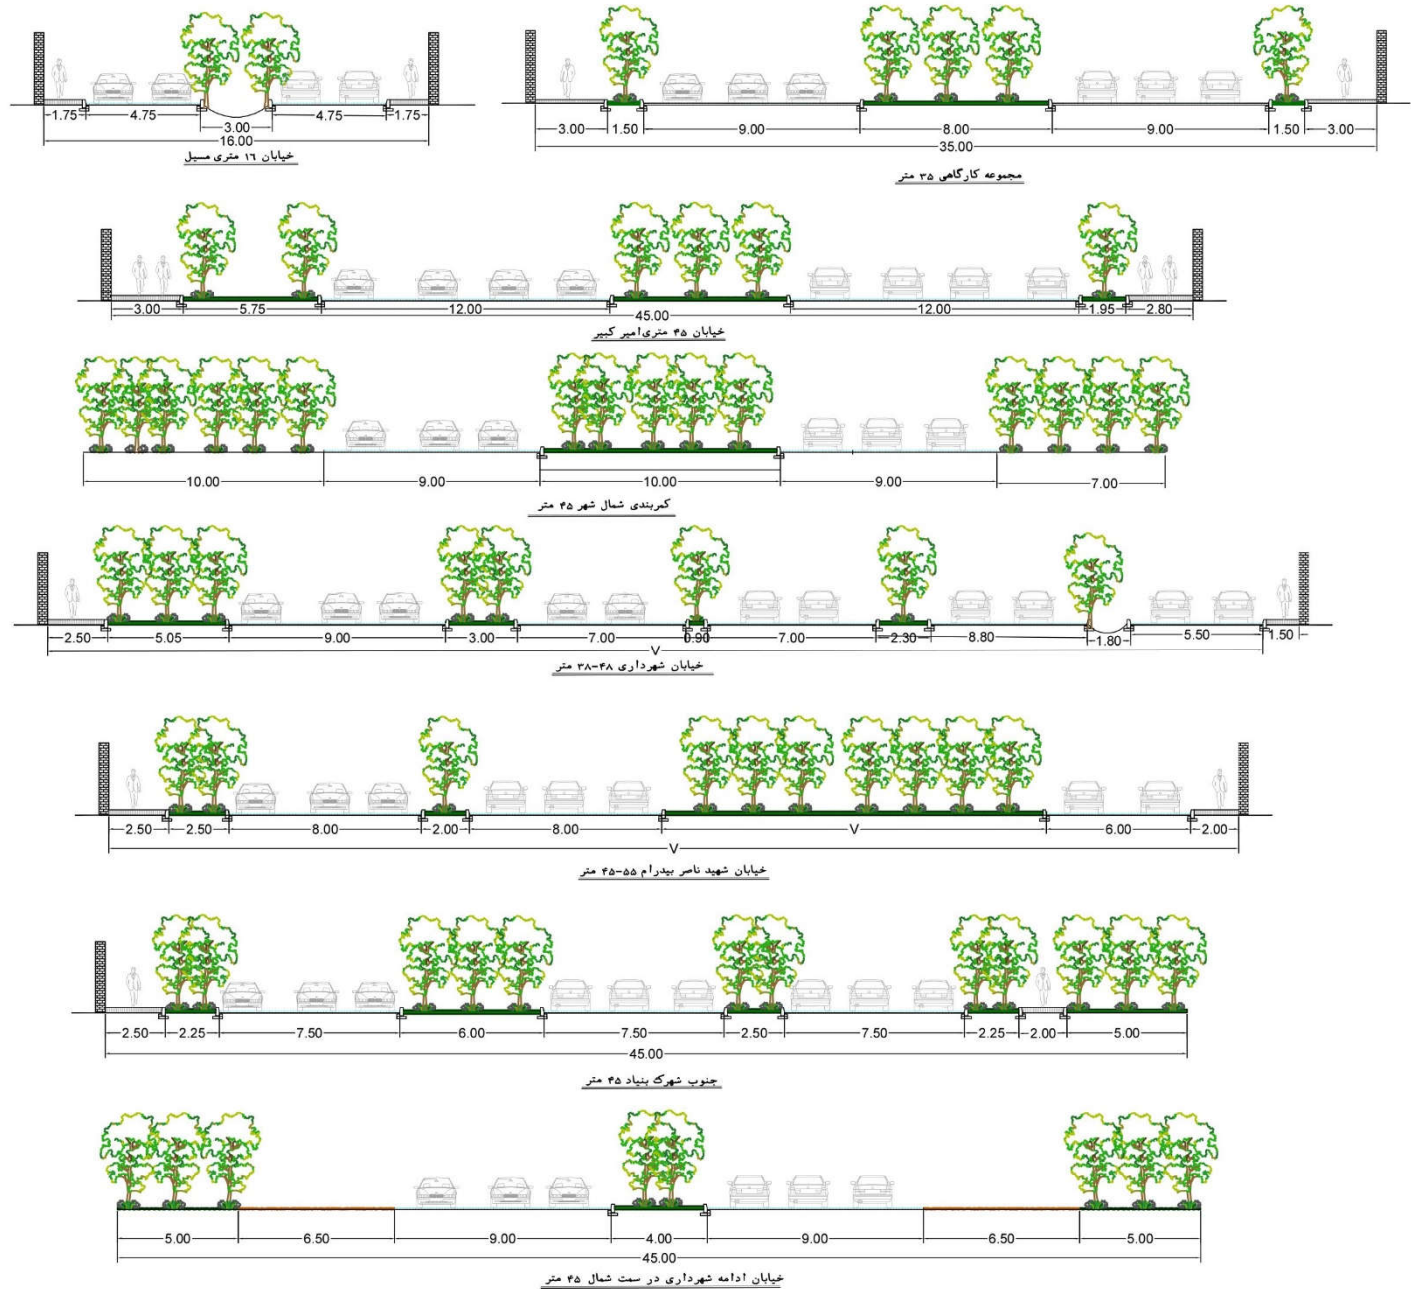 1.75 4.75 3.00 4.75 1.75
16.00
خیابان ١٦ متری مسیل
3.00 1.50 9.00 8.00 9.00 1.50 3.00
35.00
مجموعه کارگاهی ۳۵ متر
3.00 5.75 12.00 12.00 1.95 2.80
45.00
خیابان ۴۵ متری امیر کبیر
10.00 9.00 10.00 9.00 7.00
کمربندی شمال شهر ۴۵ متر
2.50 5.05 9.00 3.00 7.00 0.90 7.00 2.30 8.80 1.80 5.50 1.50
V
خیابان شهرداری ۴۸-۳۸ متر
2.50 2.50 8.00 2.00 8.00 V 6.00 2.00
V
خیابان شهید ناصر بیدرام ۵۵-۴۵ متر
2.50 2.25 7.50 6.00 7.50 2.50 7.50 2.25 2.00 5.00
45.00
جنوب شهرک بنیاد ۴۵ متر
5.00 6.50 9.00 4.00 9.00 6.50 5.00
45.00
خیابان ادامه شهرداری در سمت شمال ۴۵ متر